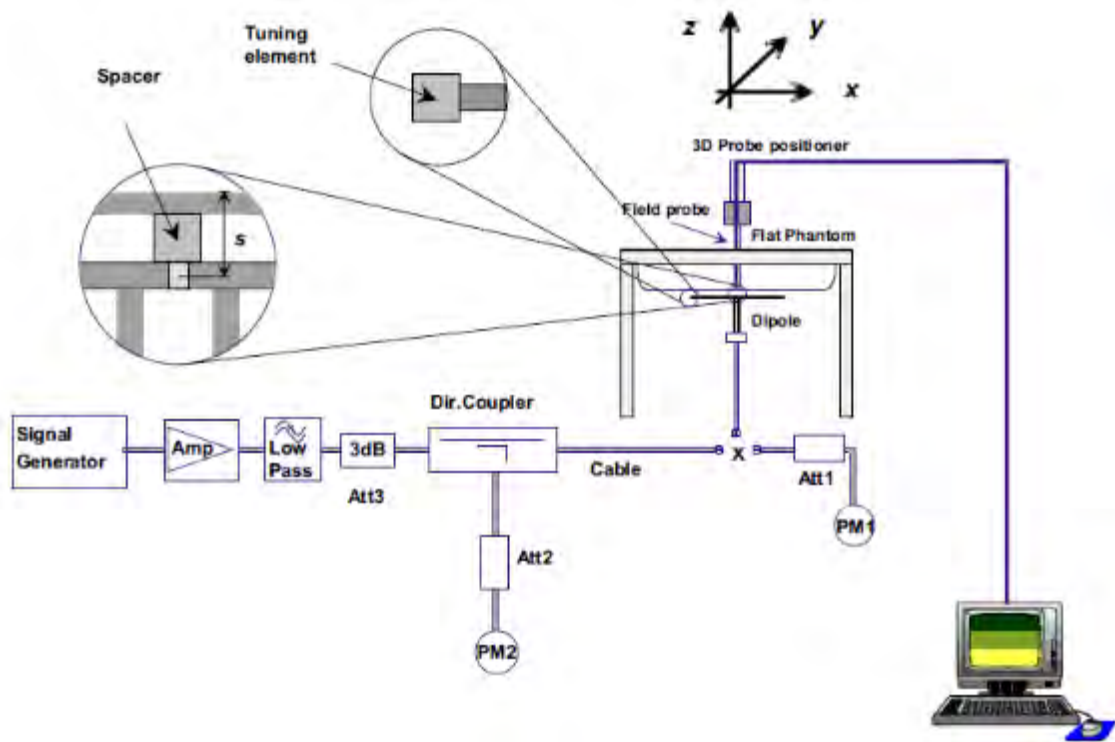 Tuning
element
Spacer
z
y
x
3D Probe positioner
Field probe
Flat Phantom
s
Dipole
Dir.Coupler
Signal
Generator
Amp
Low
Pass
3dB
Att3
Cable
X
Att1
PM1
Att2
PM2